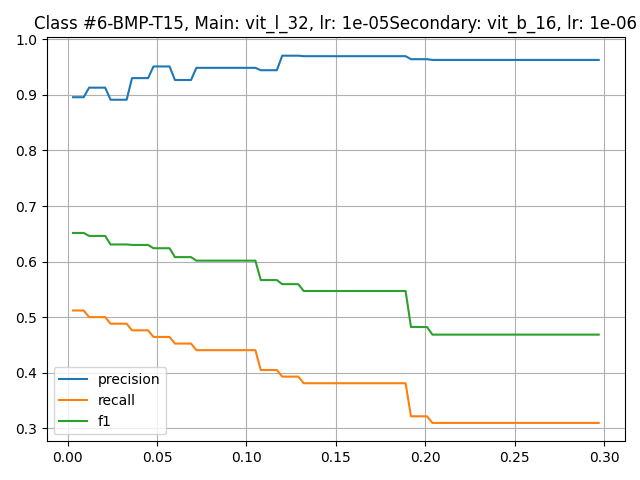 Class #6-BMP-T15, Main: vit_l_32, lr: 1e-05Secondary: vit_b_16, lr: 1e-06
1.0
0.9
0.8
0.7
0.6
0.5
0.4
0.3
precision
recall
f1
0.00 0.05 0.10 0.15 0.20 0.25 0.30